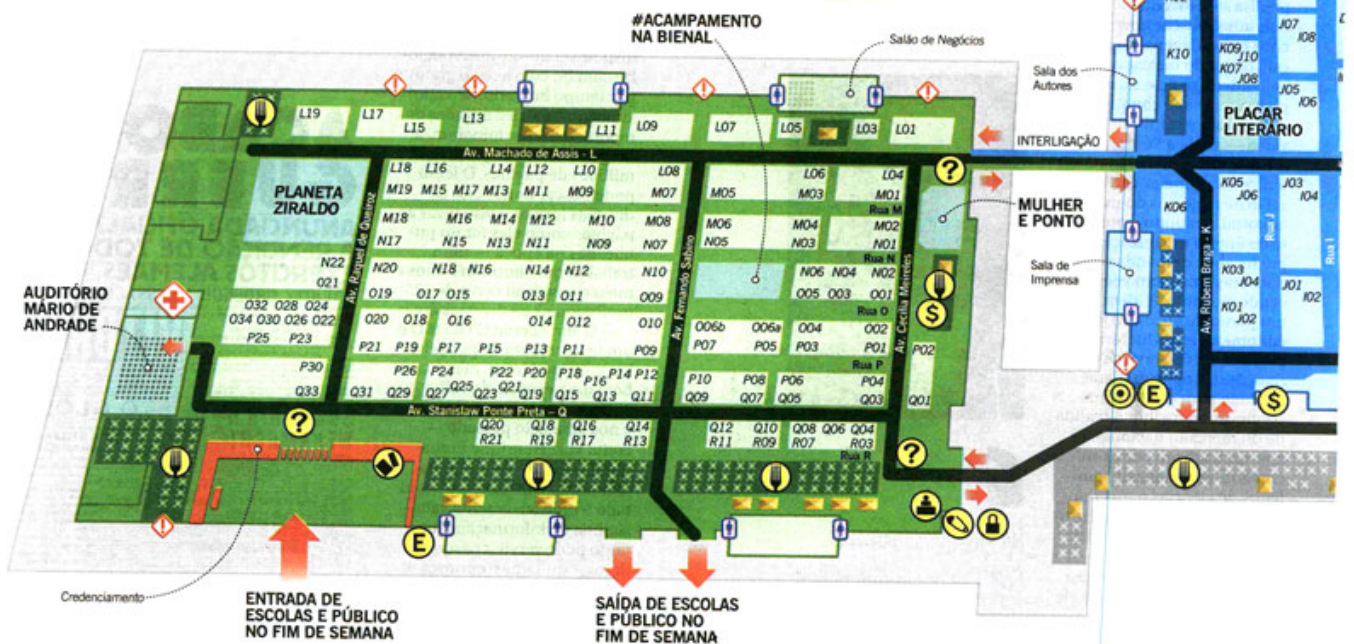 #ACAMPAMENTO
NA BIENAL
Salão de Negócios
Sala dos
Autores
K10
K09 J10
K07
J08
J07
J08
J05
J06
PLACAR
LITERÁRIO
L19
L17
L15
L13
L11
L09
L07
L05
L03
L01
INTERLIGAÇÃO
Av. Machado de Assis - L
PLANETA
ZIRALDO
L18 L16 L14 L12 L10 L08
M19 M15 M17 M13 M11 M09 M07
L06 L04
M05 M03 M01
Rua M
MULHER
E PONTO
M18 M16 M14 M12 M10 M08
N17 N15 N13 N11 N09 N07
M06 M04 M02
N05 N03 N01
Rua N
Av. Raquel de Queiroz
Av. Fernando Sabino
Av. Cecília Meireles
K05
J06
J03
I04
K06
Rua J
Rua I
Av. Rubem Braga - K
Sala de
Imprensa
K03
J04
K01
J02
J01
I02
N22
O21
N20 N18 N16 N14 N12 N10
O19 O17 O15 O13 O11 O09
N06 N04 N02
O05 O03 O01
Rua O
AUDITÓRIO
MÁRIO DE
ANDRADE
O32 O28 O24
O34 O30 O26 O22
P25 P23
O20 O18 O16 O14 O12 O10
P21 P19 P17 P15 P13 P11 P09
O06b O06a O04 O02
P07 P05 P03 P01
P02
Rua P
P30
Q33
P26 P24 P22 P20 P18 P16 P14 P12
Q31 Q29 Q27 Q25 Q23 Q21 Q19 Q15 Q13 Q11
P10 P08 P06 P04
Q09 Q07 Q05 Q03
Q01
Av. Stanislaw Ponte Preta - Q
Q20 Q18 Q16 Q14
R21 R19 R17 R13
Q12 Q10 Q08 Q06 Q04
R11 R09 R07 R03
Rua R
E
E
Credenciamento
ENTRADA DE
ESCOLAS E PÚBLICO
NO FIM DE SEMANA
SAÍDA DE ESCOLAS
E PÚBLICO NO
FIM DE SEMANA